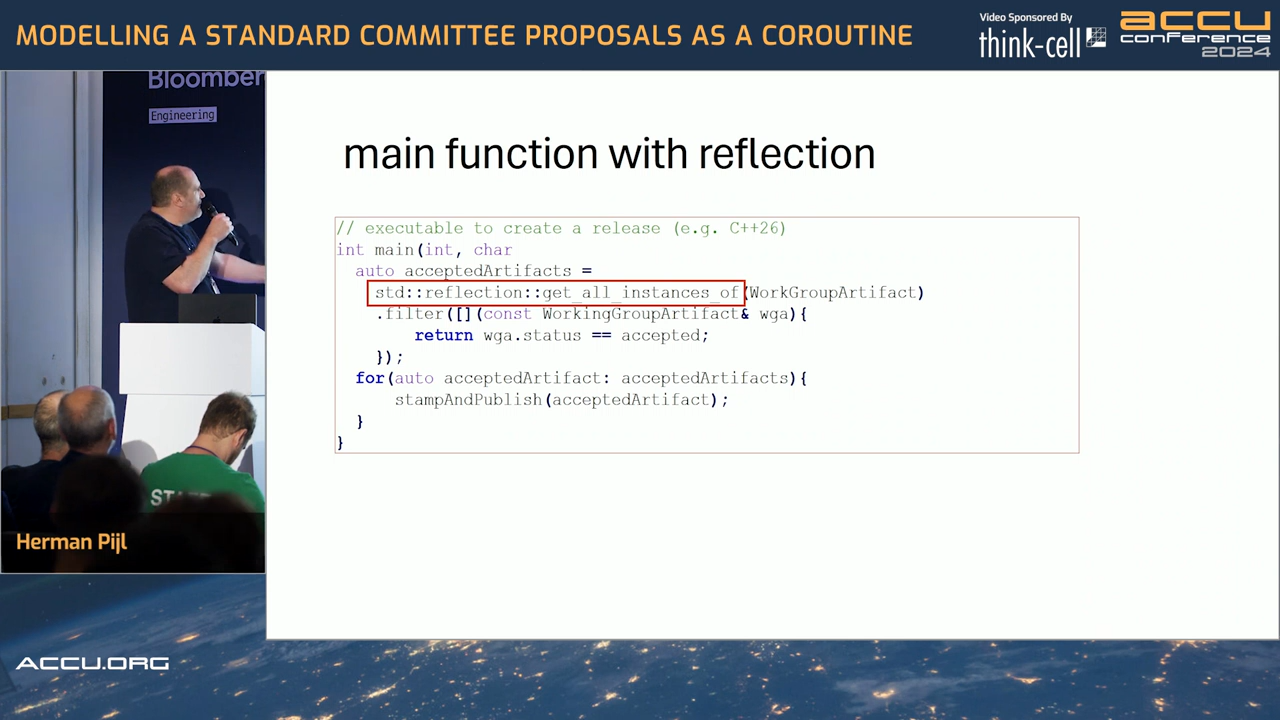 MODELLING A STANDARD COMMITTEE PROPOSALS AS A COROUTINE
Video Sponsored By
think-cell
accu
conference
2024
Bloomber
Engineering
main function with reflection
// executable to create a release (e.g. C++26)
int main(int, char
auto acceptedArtifacts =
std::reflection::get_all_instances_of(WorkGroupArtifact)
.filter([](const WorkingGroupArtifact& wga){
return wga.status == accepted;
});
for(auto acceptedArtifact: acceptedArtifacts){
stampAndPublish(acceptedArtifact);
}
}
Herman Pijl
ACCU.ORG